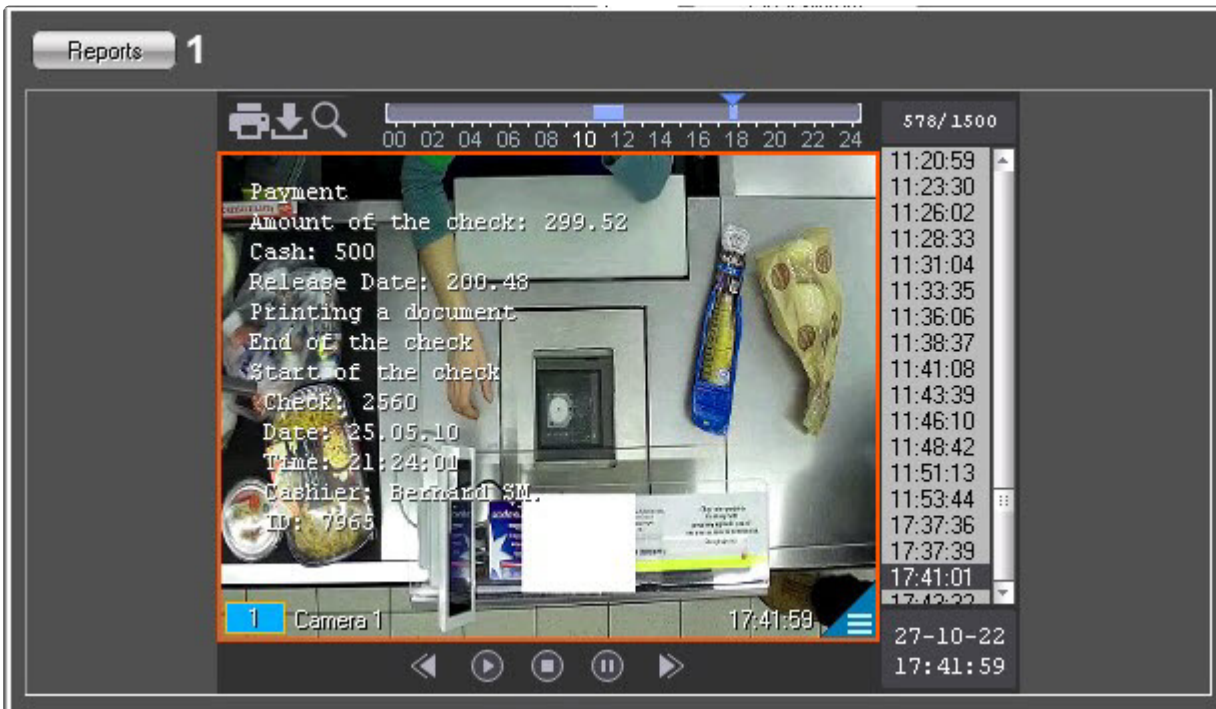 Reports 1
578/1500
00 02 04 06 08 10 12 14 16 18 20 22 24
Payment
Amount of the check: 299.52
Cash: 500
Release Date: 200.48
Printing a document
End of the check
Start of the check
Check: 2560
Date: 25.05.10
Time: 21:24:01
Cashier: Bernard SM.
ID: 7965
1 Camera 1 17:41:59
11:20:59
11:23:30
11:26:02
11:28:33
11:31:04
11:33:35
11:36:06
11:38:37
11:41:08
11:43:39
11:46:10
11:48:42
11:51:13
11:53:44
17:37:36
17:37:39
17:41:01
27-10-22
17:41:59